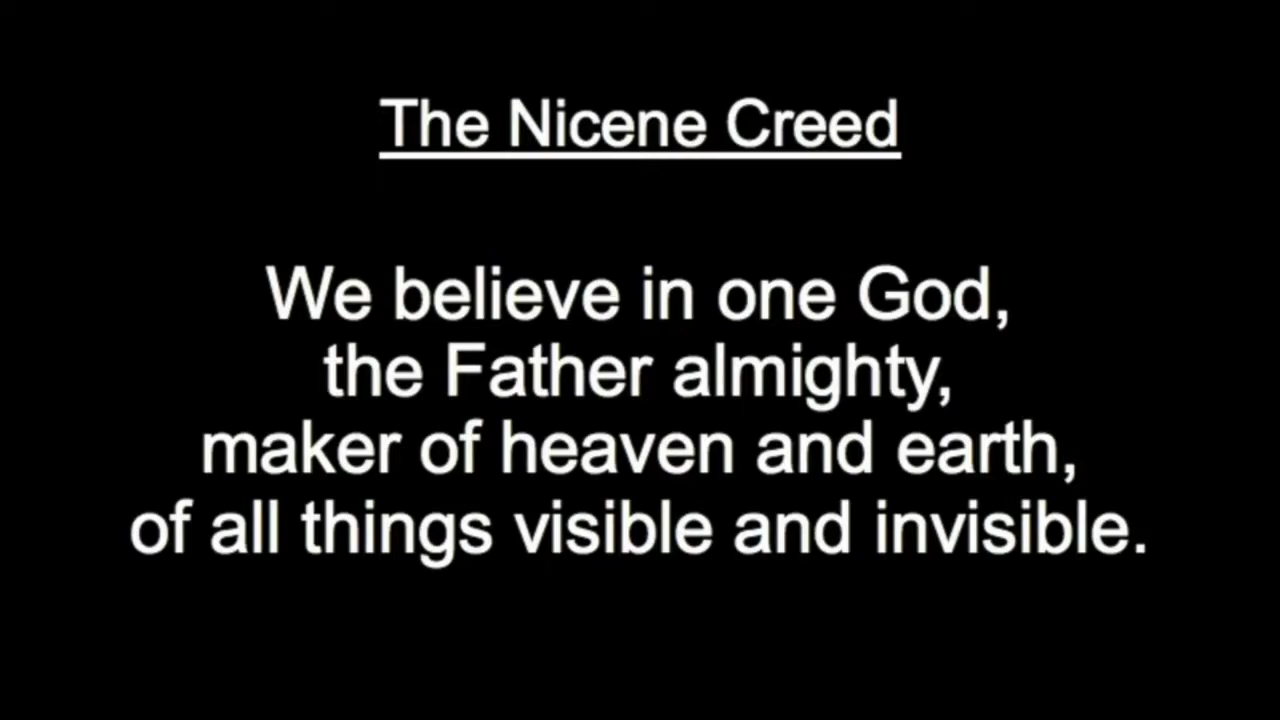 The Nicene Creed
We believe in one God,
the Father almighty,
maker of heaven and earth,
of all things visible and invisible.